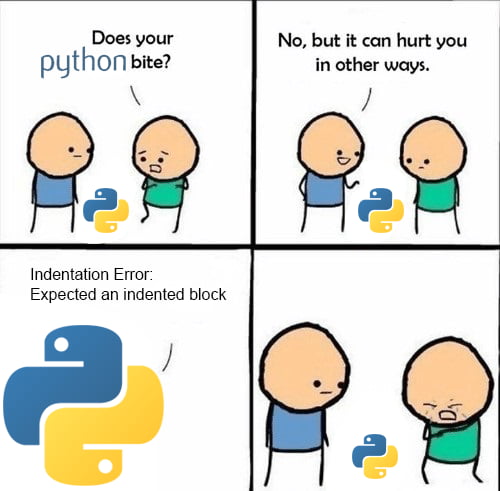 Does your
python bite?
No, but it can hurt you
in other ways.
Indentation Error:
Expected an indented block